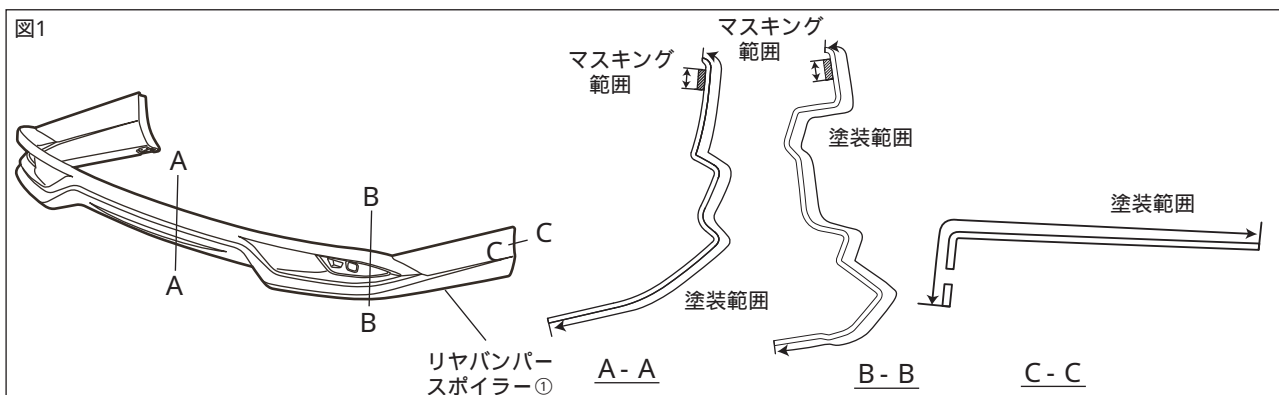 図1
A
A
B
B
C C
リヤバンパー
スポイラー①
マスキング
範囲
塗装範囲
A - A
マスキング
範囲
塗装範囲
B - B
塗装範囲
C - C